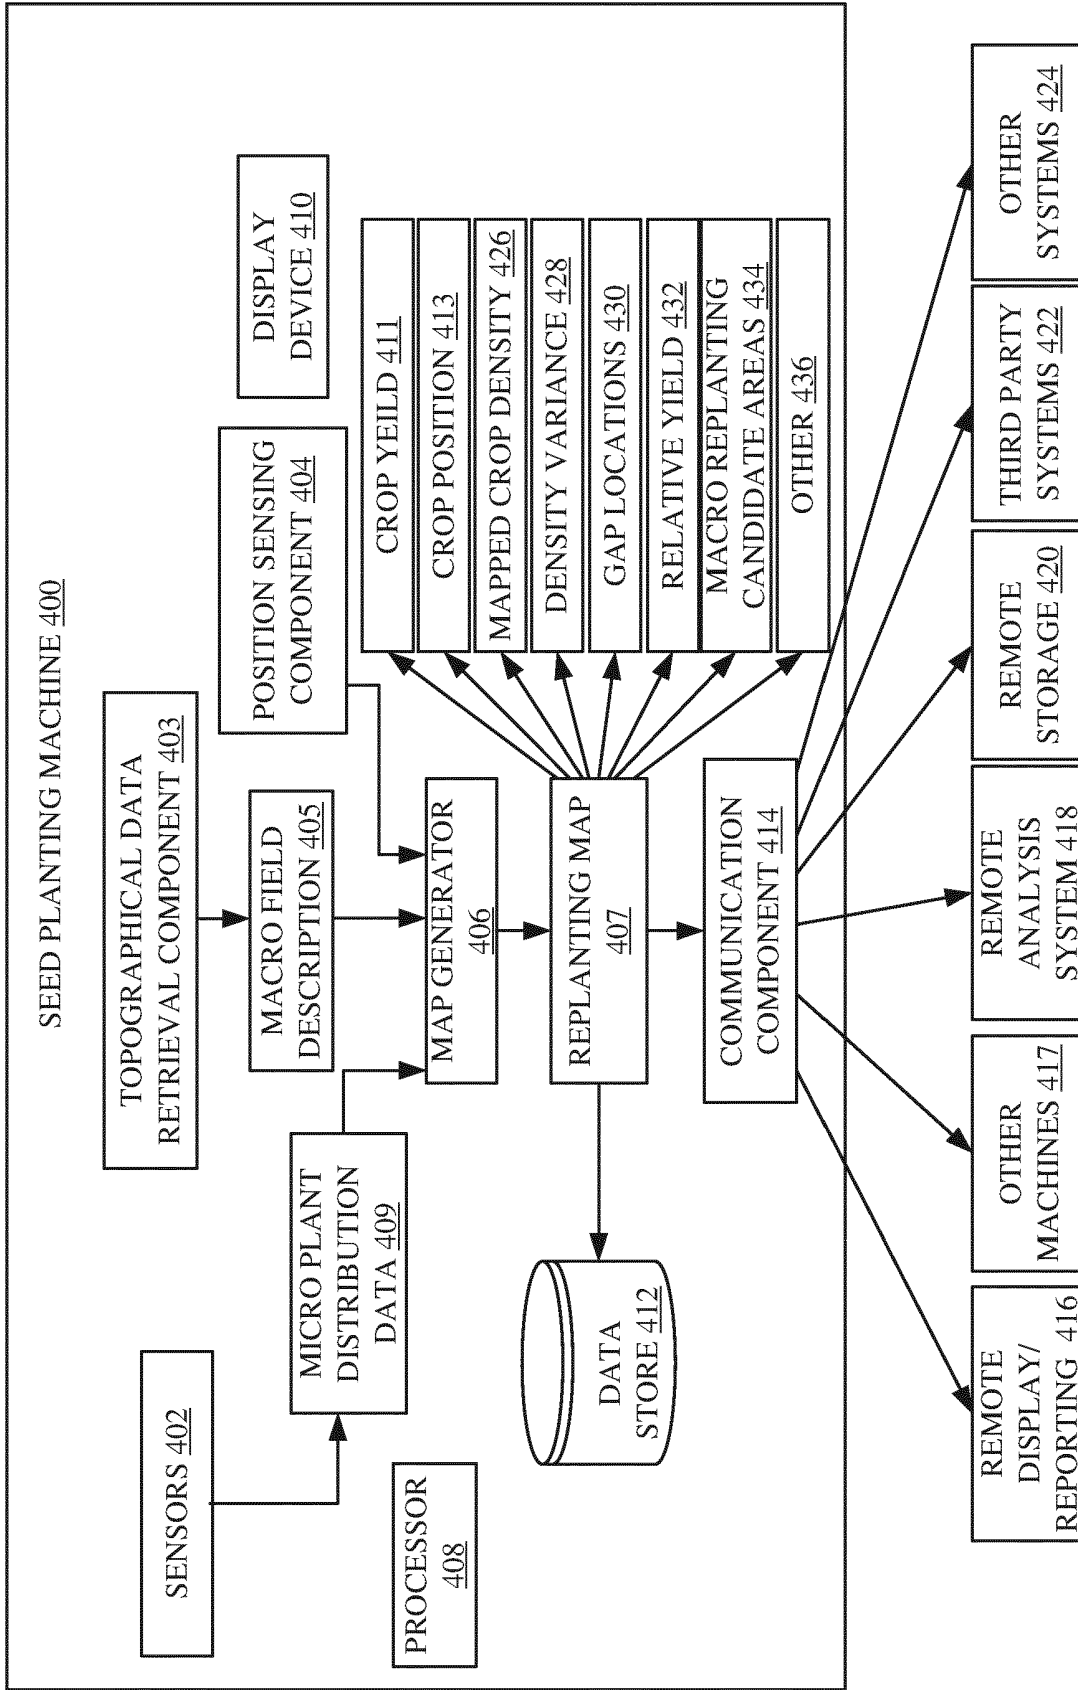 SEED PLANTING MACHINE 400
SENSORS 402
TOPOGRAPHICAL DATA
RETRIEVAL COMPONENT 403
POSITION SENSING
COMPONENT 404
DISPLAY
DEVICE 410
MICRO PLANT
DISTRIBUTION
DATA 409
MACRO FIELD
DESCRIPTION 405
PROCESSOR
408
MAP GENERATOR
406
DATA
STORE 412
REPLANTING MAP
407
CROP YEILD 411
CROP POSITION 413
MAPPED CROP DENSITY 426
DENSITY VARIANCE 428
GAP LOCATIONS 430
RELATIVE YIELD 432
MACRO REPLANTING
CANDIDATE AREAS 434
OTHER 436
COMMUNICATION
COMPONENT 414
REMOTE
DISPLAY/
REPORTING 416
OTHER
MACHINES 417
REMOTE
ANALYSIS
SYSTEM 418
REMOTE
STORAGE 420
THIRD PARTY
SYSTEMS 422
OTHER
SYSTEMS 424